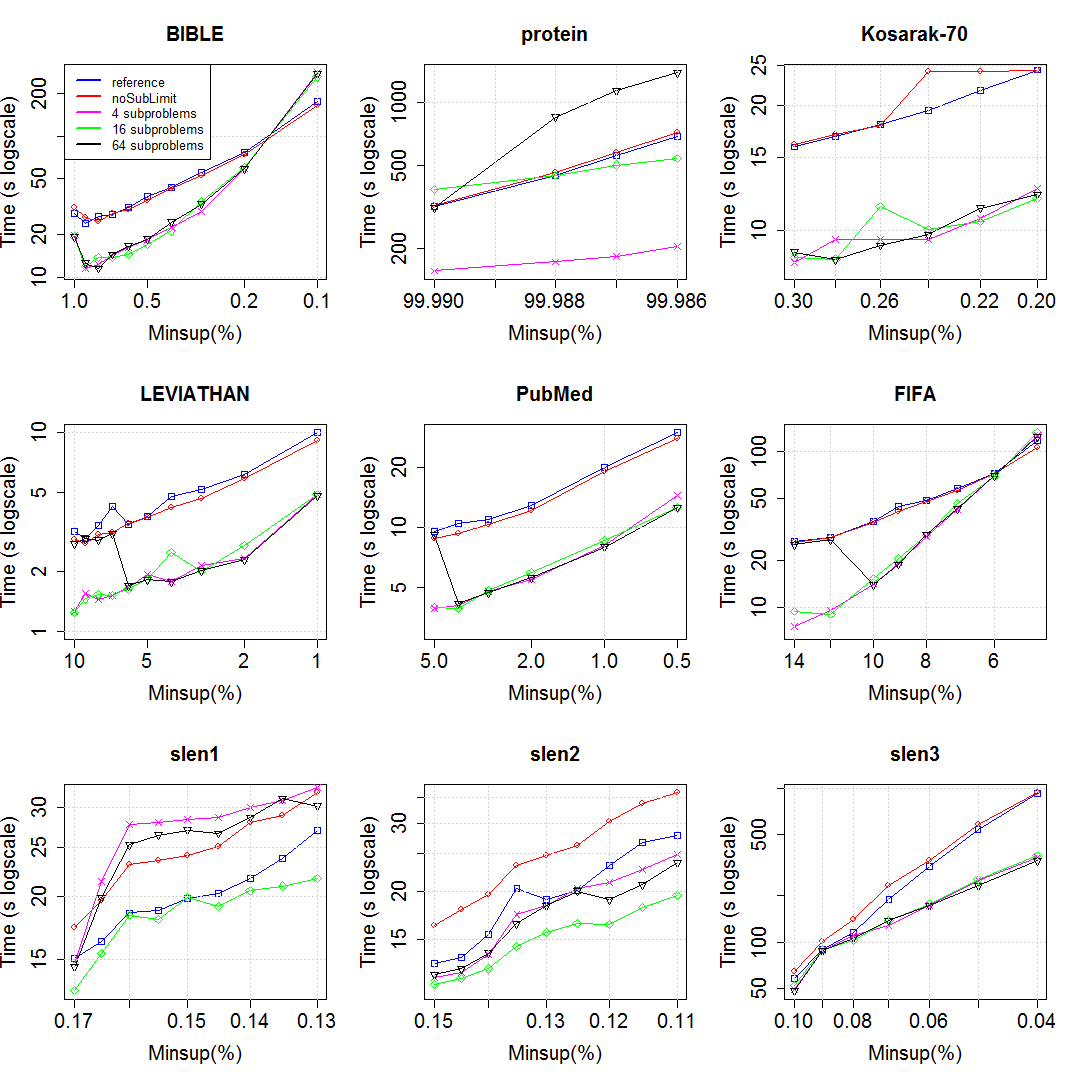 BIBLE
Time (s logscale)
200
50
20
10
reference
noSubLimit
4 subproblems
16 subproblems
64 subproblems
1.0 0.5 0.2 0.1
Minsup(%)
protein
Time (s logscale)
1000
500
200
99.990 99.988 99.986
Minsup(%)
Kosarak-70
Time (s logscale)
25
20
15
10
0.30 0.26 0.22 0.20
Minsup(%)
LEVIATHAN
Time (s logscale)
10
5
2
1
10 5 2 1
Minsup(%)
PubMed
Time (s logscale)
20
10
5
5.0 2.0 1.0 0.5
Minsup(%)
FIFA
Time (s logscale)
100
50
20
10
14 10 8 6
Minsup(%)
slen1
Time (s logscale)
30
25
20
15
0.17 0.15 0.14 0.13
Minsup(%)
slen2
Time (s logscale)
30
20
15
0.15 0.13 0.12 0.11
Minsup(%)
slen3
Time (s logscale)
500
100
50
0.10 0.08 0.06 0.04
Minsup(%)